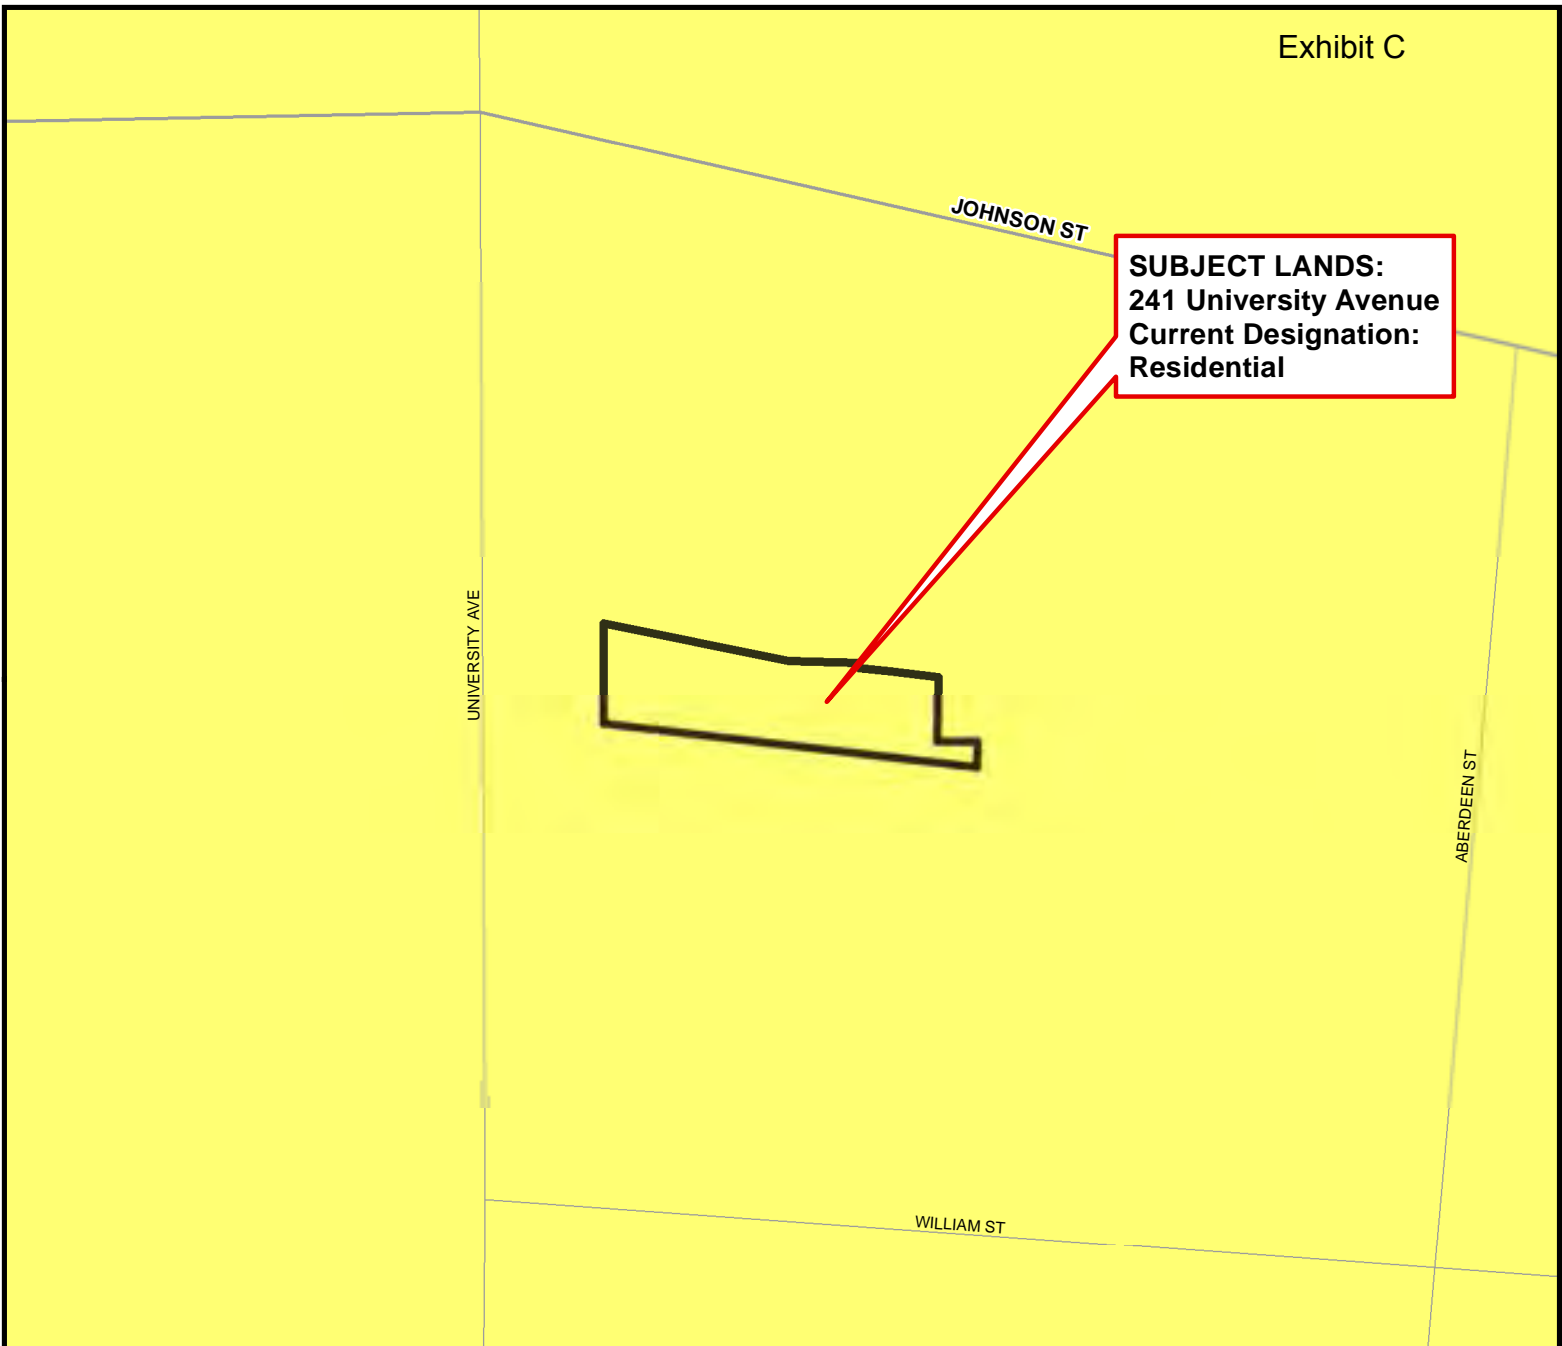 Exhibit C
JOHNSON ST
SUBJECT LANDS:
241 University Avenue
Current Designation:
Residential
UNIVERSITY AVE
ABERDEEN ST
WILLIAM ST